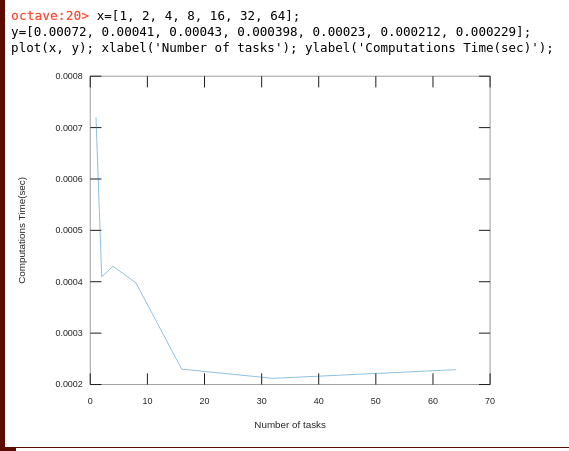 octave:20> x=[1, 2, 4, 8, 16, 32, 64];
y=[0.00072, 0.00041, 0.00043, 0.000398, 0.00023, 0.000212, 0.000229];
plot(x, y); xlabel('Number of tasks'); ylabel('Computations Time(sec)');
0.0008
0.0007
0.0006
0.0005
0.0004
0.0003
0.0002
Computations Time(sec)
0 10 20 30 40 50 60 70
Number of tasks